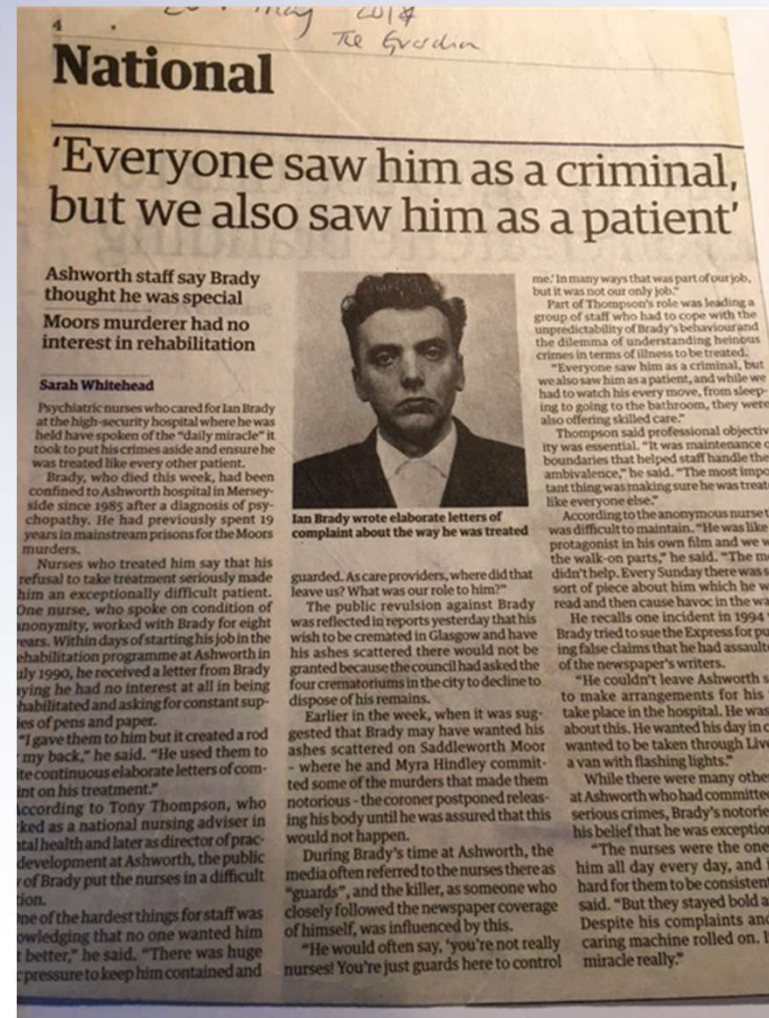 May
The Guardian
4
National
‘Everyone saw him as a criminal,
but we also saw him as a patient’
Ashworth staff say Brady
thought he was special
Moors murderer had no
interest in rehabilitation
Sarah Whitehead
Psychiatric nurses who cared for Ian Brady
at the high-security hospital where he was
held have spoken of the “daily miracle” it
took to put his crimes aside and ensure he
was treated like every other patient.
Brady, who died this week, had been
confined to Ashworth hospital in Mersey-
side since 1985 after a diagnosis of psy-
chopathy. He had previously spent 19
years in mainstream prisons for the Moors
murders.
Nurses who treated him say that his
refusal to take treatment seriously made
him an exceptionally difficult patient.
One nurse, who spoke on condition of
anonymity, worked with Brady for eight
ears. Within days of starting his job in the
ehabilitation programme at Ashworth in
uly 1990, he received a letter from Brady
ying he had no interest at all in being
habilitated and asking for constant sup-
ies of pens and paper.
“I gave them to him but it created a rod
my back,” he said. “He used them to
ite continuous elaborate letters of com-
int on his treatment.”
ccording to Tony Thompson, who
ked as a national nursing adviser in
tal health and later as director of prac-
development at Ashworth, the public
of Brady put the nurses in a difficult
tion.
ne of the hardest things for staff was
owledging that no one wanted him
t better,” he said. “There was huge
pressure to keep him contained and
Ian Brady wrote elaborate letters of
complaint about the way he was treated
guarded. As care providers, where did that
leave us? What was our role to him?”
The public revulsion against Brady
was reflected in reports yesterday that his
wish to be cremated in Glasgow and have
his ashes scattered there would not be
granted because the council had asked the
four crematoriums in the city to decline to
dispose of his remains.
Earlier in the week, when it was sug-
gested that Brady may have wanted his
ashes scattered on Saddleworth Moor
– where he and Myra Hindley commit-
ted some of the murders that made them
notorious – the coroner postponed releas-
ing his body until he was assured that this
would not happen.
During Brady’s time at Ashworth, the
media often referred to the nurses there as
“guards”, and the killer, as someone who
closely followed the newspaper coverage
of himself, was influenced by this.
“He would often say, ‘you’re not really
nurses! You’re just guards here to control
me.’ In many ways that was part of our job,
but it was not our only job.”
Part of Thompson’s role was leading a
group of staff who had to cope with the
unpredictability of Brady’s behaviour and
the dilemma of understanding heinous
crimes in terms of illness to be treated.
“Everyone saw him as a criminal, but
we also saw him as a patient, and while we
had to watch his every move, from sleep-
ing to going to the bathroom, they were
also offering skilled care.”
Thompson said professional objectiv
ity was essential. “It was maintenance o
boundaries that helped staff handle the
ambivalence,” he said. “The most impo
tant thing was making sure he was treat
like everyone else.”
According to the anonymous nurse t
was difficult to maintain. “He was like
protagonist in his own film and we w
the walk-on parts,” he said. “The me
didn’t help. Every Sunday there was s
sort of piece about him which he w
read and then cause havoc in the wa
He recalls one incident in 1994
Brady tried to sue the Express for pu
ing false claims that he had assault
of the newspaper’s writers.
“He couldn’t leave Ashworth s
to make arrangements for his
take place in the hospital. He was
about this. He wanted his day in c
wanted to be taken through Live
a van with flashing lights.”
While there were many othe
at Ashworth who had committe
serious crimes, Brady’s notorie
his belief that he was exception
“The nurses were the one
him all day every day, and i
hard for them to be consistent
said. “But they stayed bold a
Despite his complaints and
caring machine rolled on. I
miracle really.”